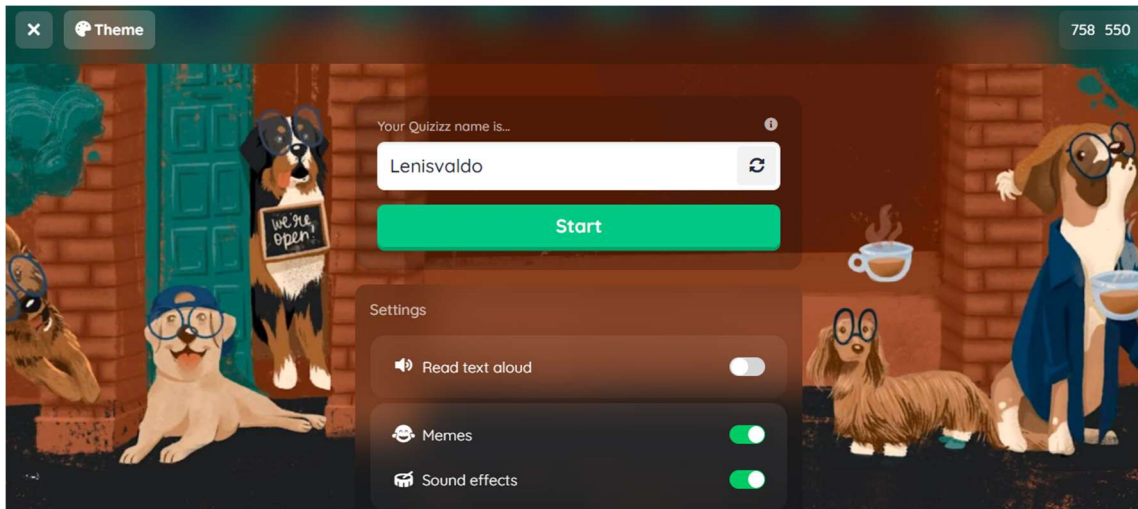 Theme
758 550
Your Quizizz name is...
Lenisvaldo
Start
we're
open!
Settings
Read text aloud
Memes
Sound effects